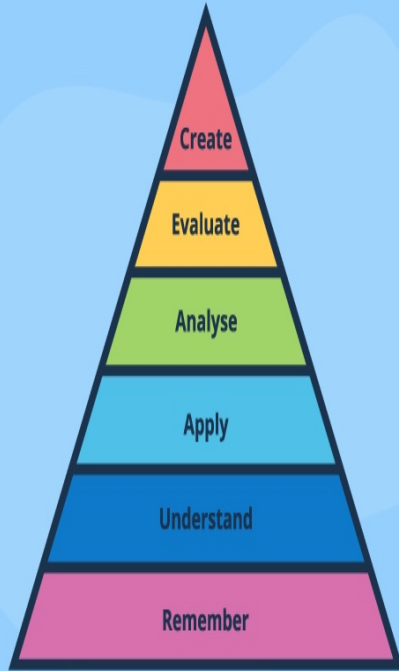 Create
Evaluate
Analyse
Apply
Understand
Remember